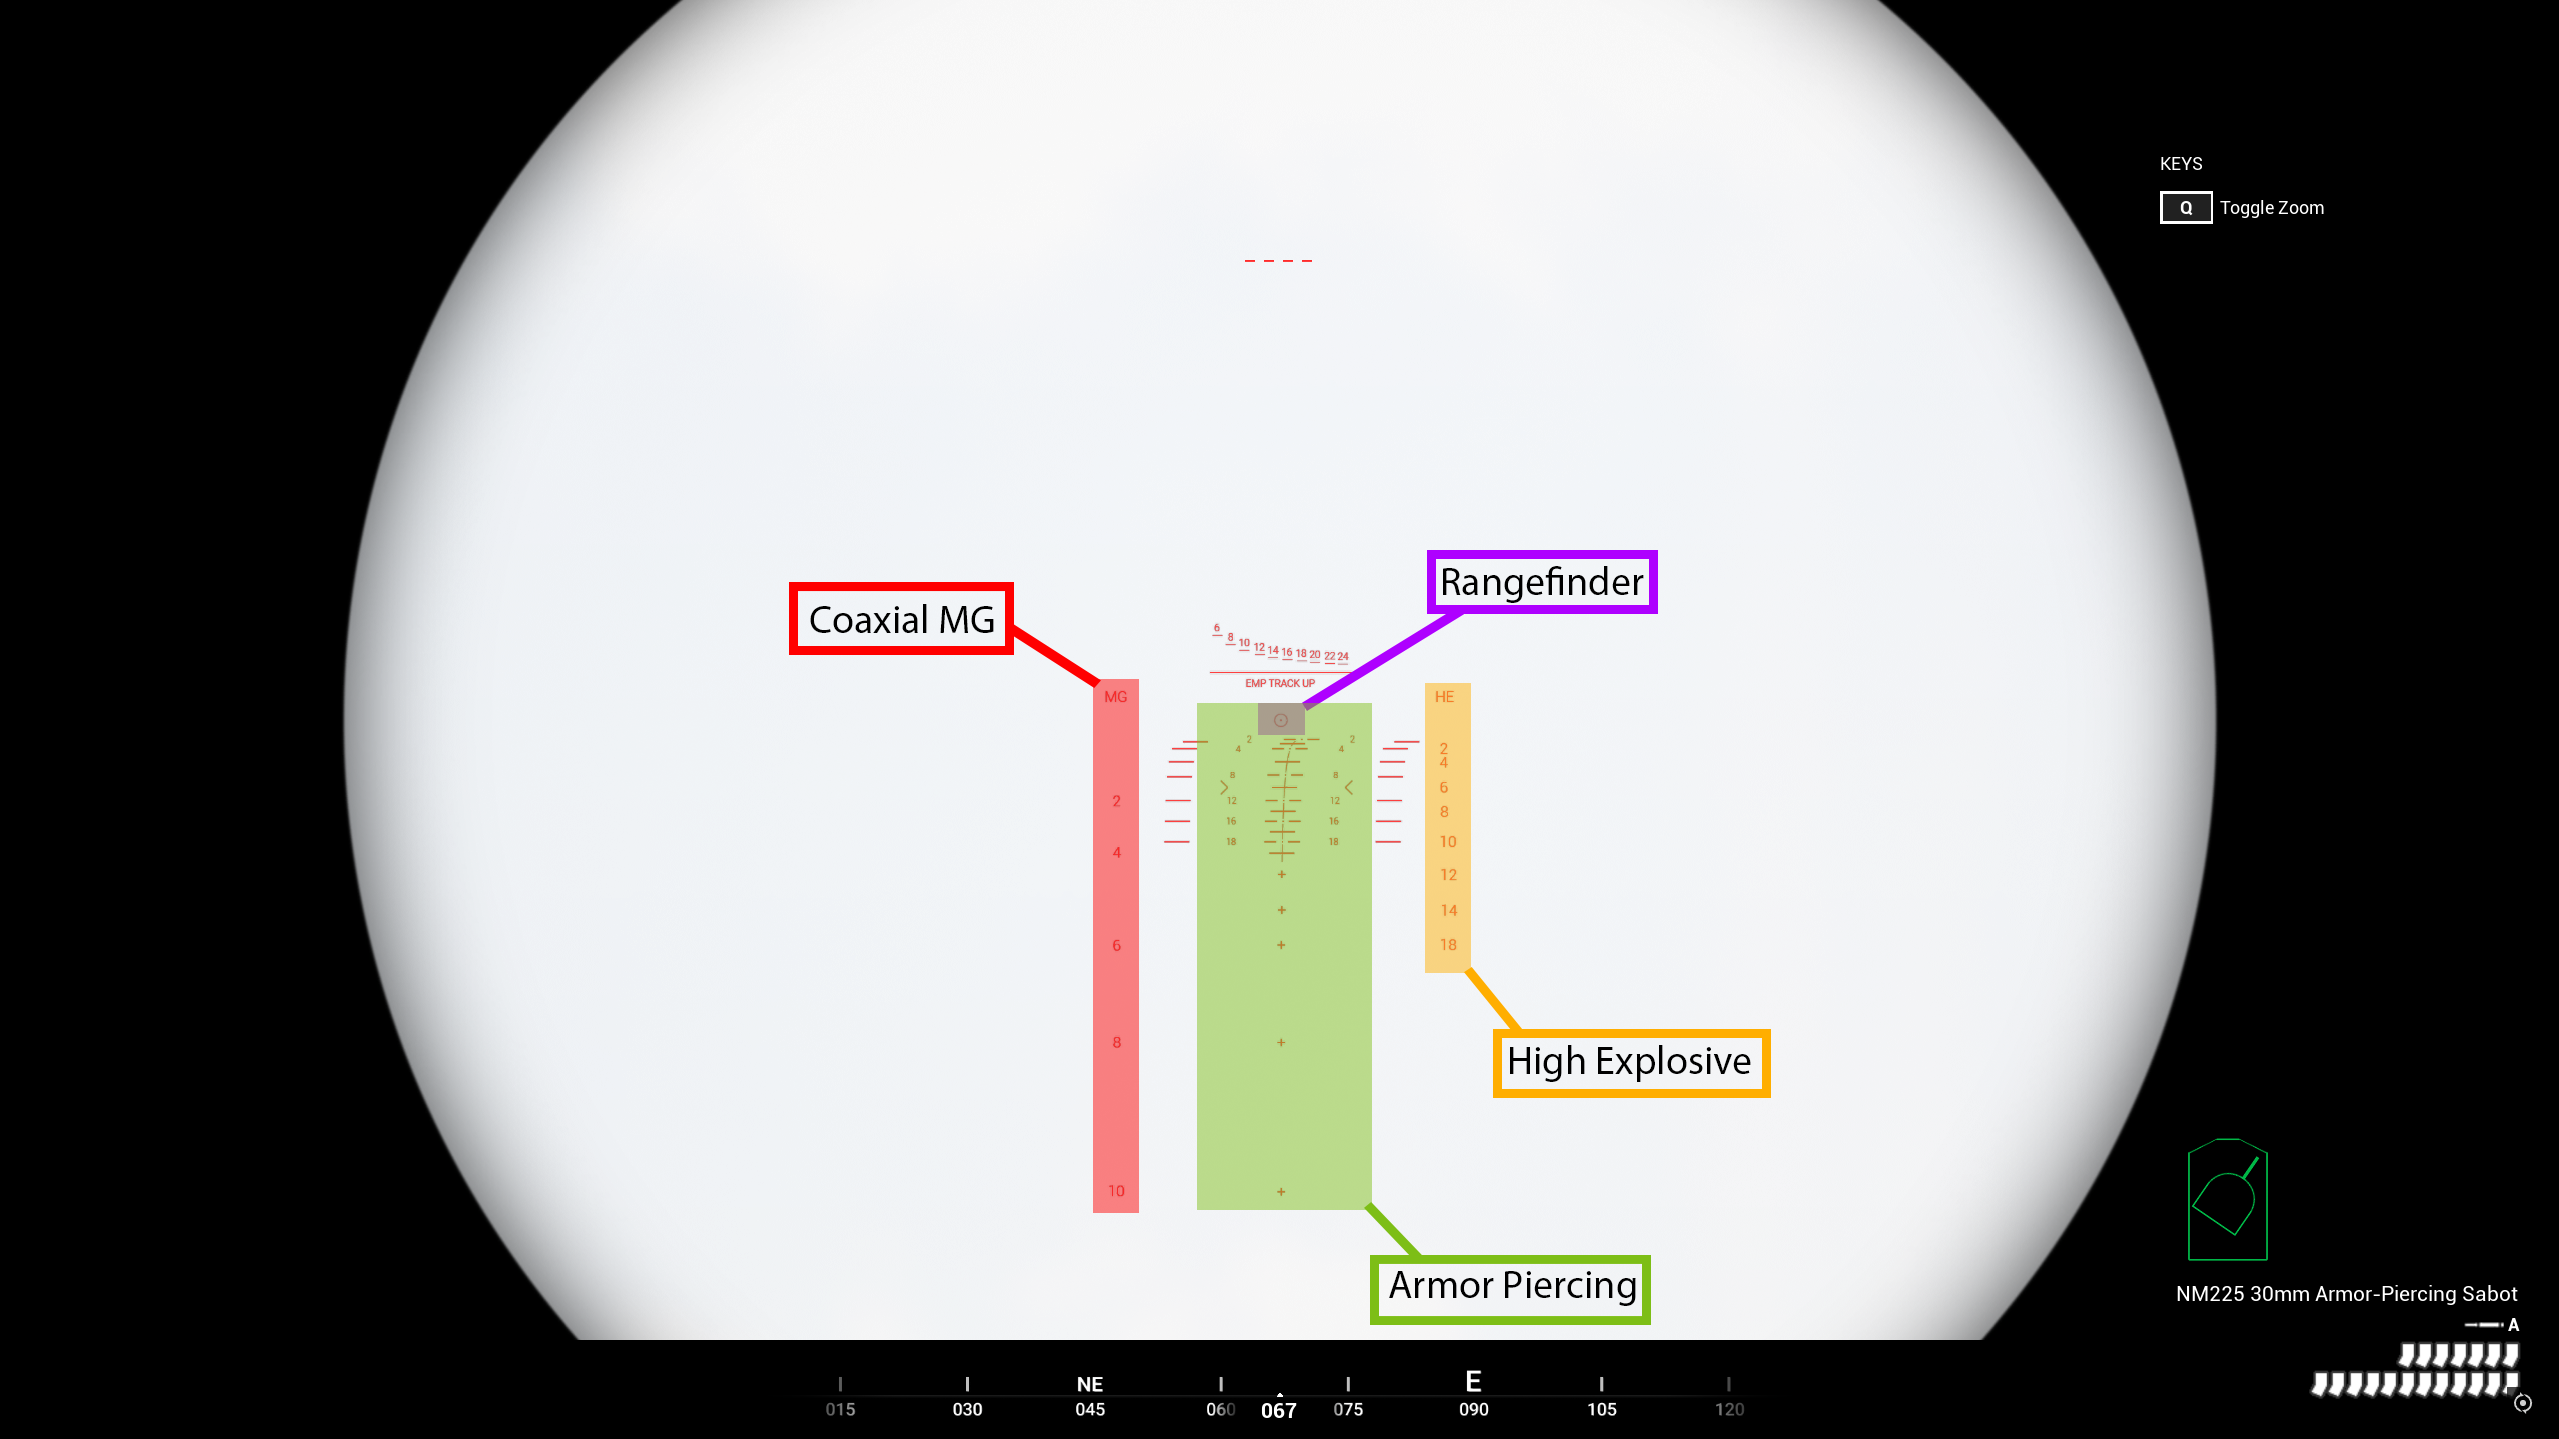 KEYS
Q Toggle Zoom
Rangefinder
Coaxial MG
6 8 10 12 14 16 18 20 22 24
EMP TRACK UP
MG
HE
2 2
2
4 4
4
8 8
6
2
12 12
8
16 16
18 18
10
4
12
14
6
18
8
High Explosive
10
Armor Piercing
NM225 30mm Armor-Piercing Sabot
A
NE
E
015 030 045 060 067 075 090 105 120